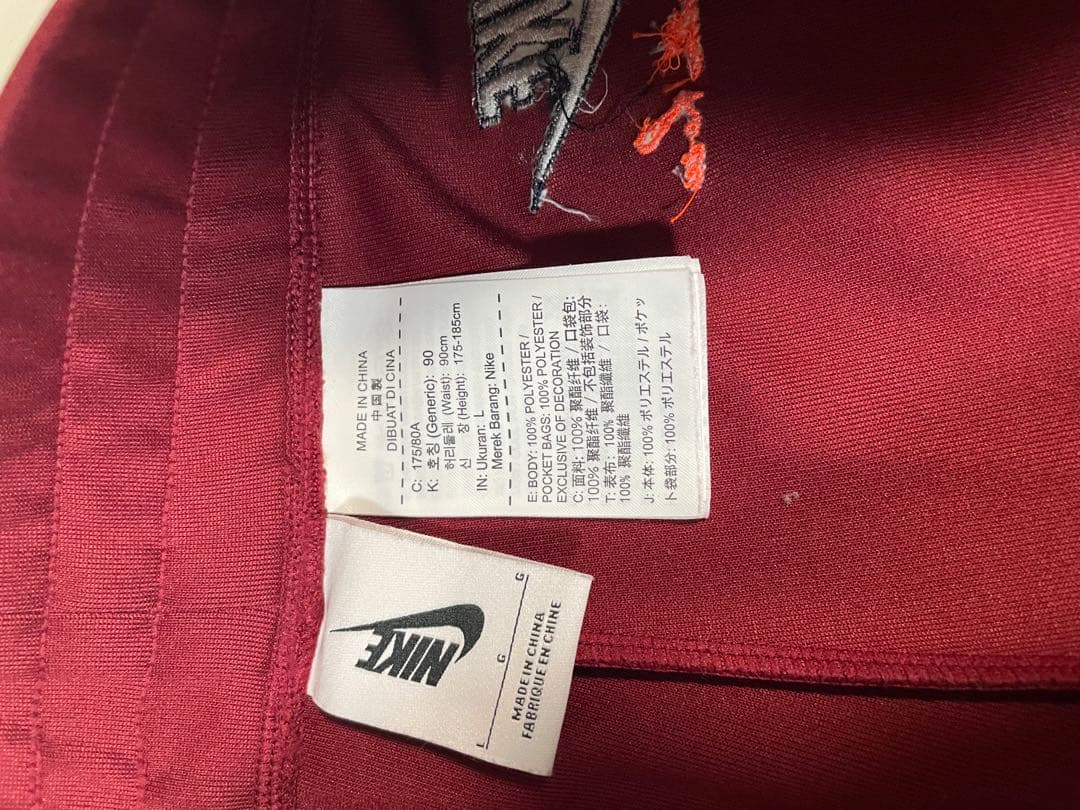 MADE IN CHINA
中国製
DIBUAT DI CINA
C: 175/80A
K: 호칭 (Generic): 90
허리둘레 (Waist): 90cm
신 장 (Height): 175-185cm
IN: Ukuran: L
Merek Barang: Nike
E: BODY: 100% POLYESTER /
POCKET BAGS: 100% POLYESTER /
EXCLUSIVE OF DECORATION
C: 面料: 100% 聚酯纤维 / 口袋包:
100% 聚酯纤维 / 不包括装饰部分
T: 表布: 100% 聚酯纖維 / 口袋:
100% 聚酯纖維
J: 本体: 100% ポリエステル / ポケッ
ト袋部分: 100% ポリエステル
NIKE
L G G
MADE IN CHINA
FABRIQUE EN CHINE